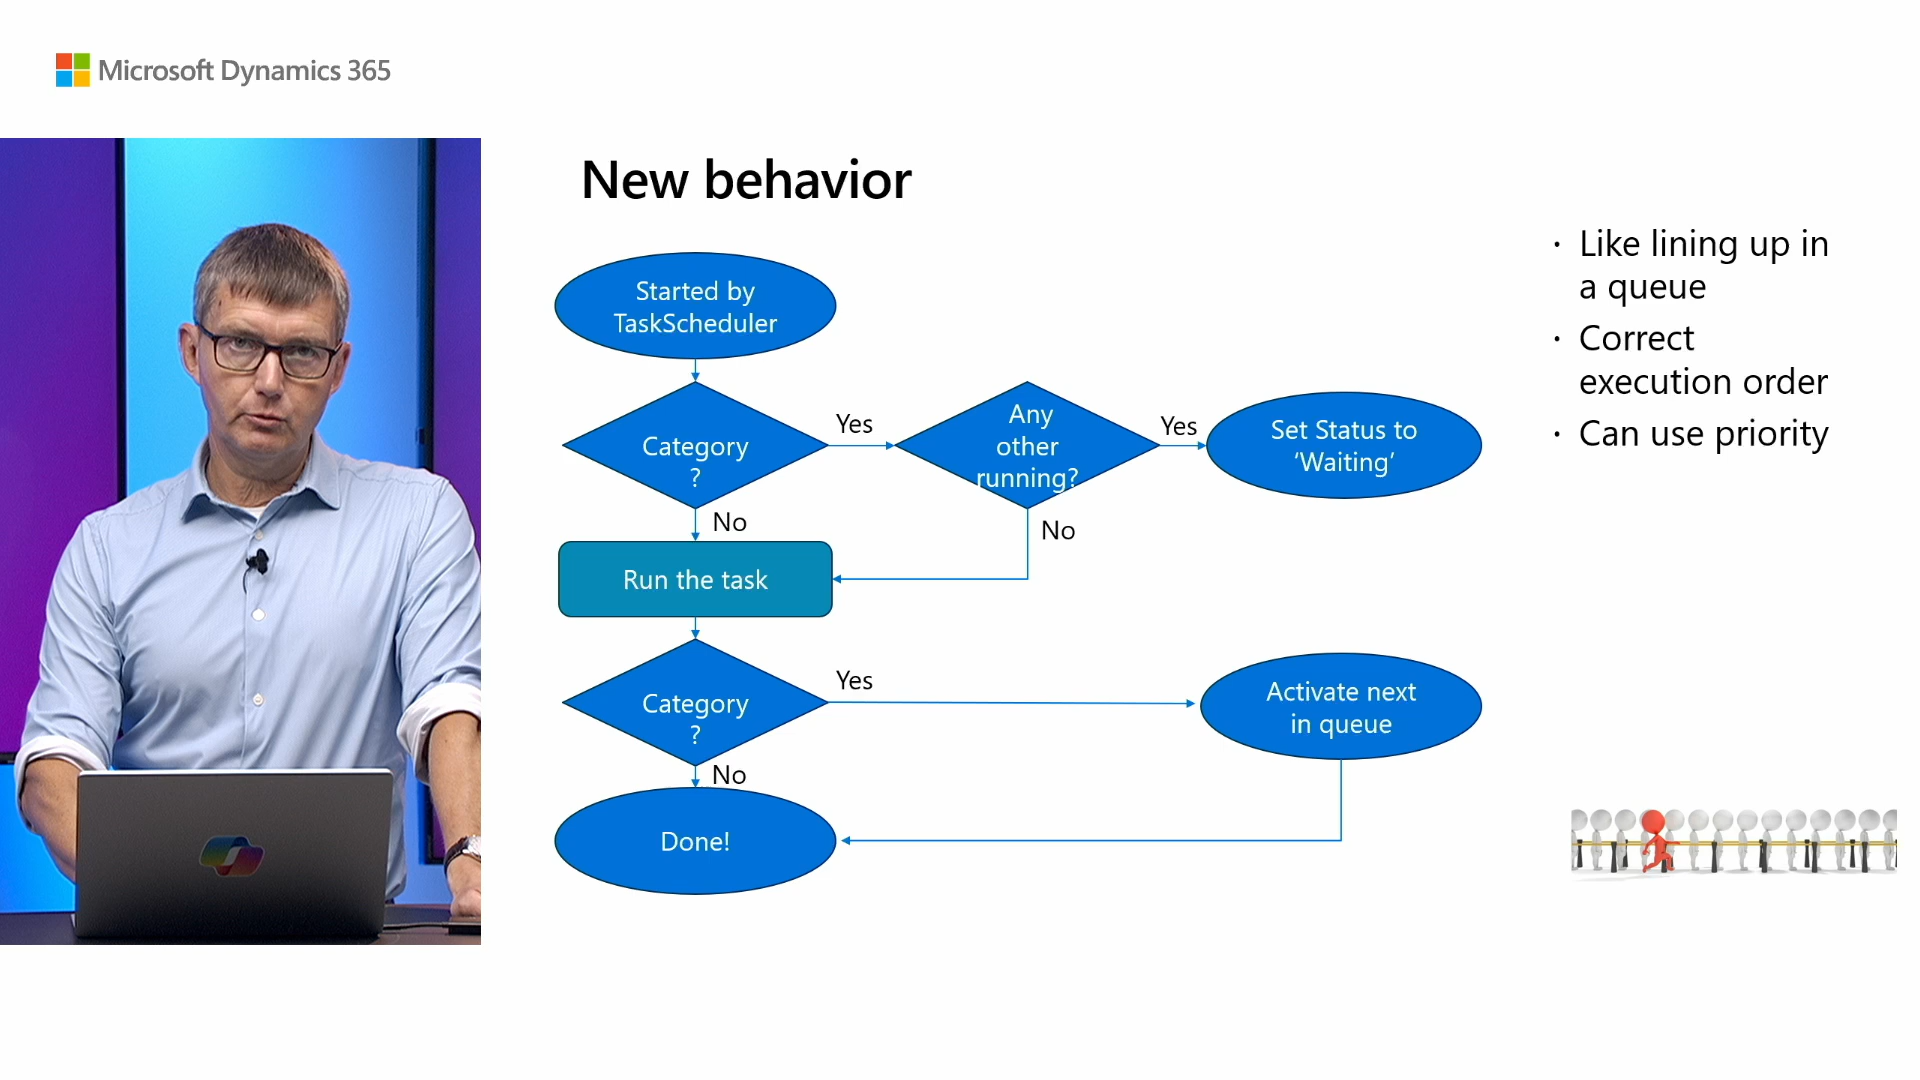 Microsoft Dynamics 365
New behavior
Started by
TaskScheduler
Category
?
Yes
Any
other
running?
Yes
Set Status to
‘Waiting’
No
No
Run the task
Category
?
Yes
Activate next
in queue
No
Done!
· Like lining up in
a queue
· Correct
execution order
· Can use priority